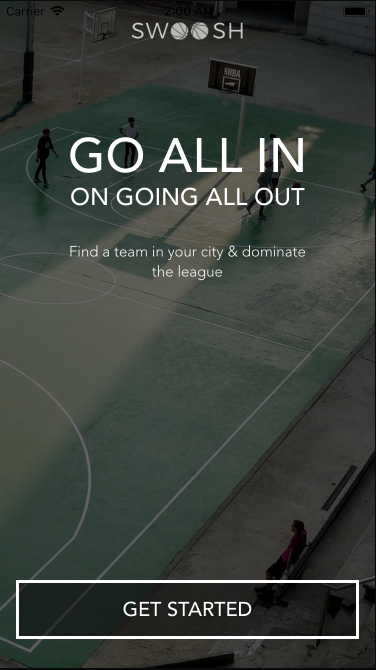 Carrier 2:00 AM
SWOOSH
GO ALL IN
ON GOING ALL OUT
Find a team in your city & dominate
the league
GET STARTED